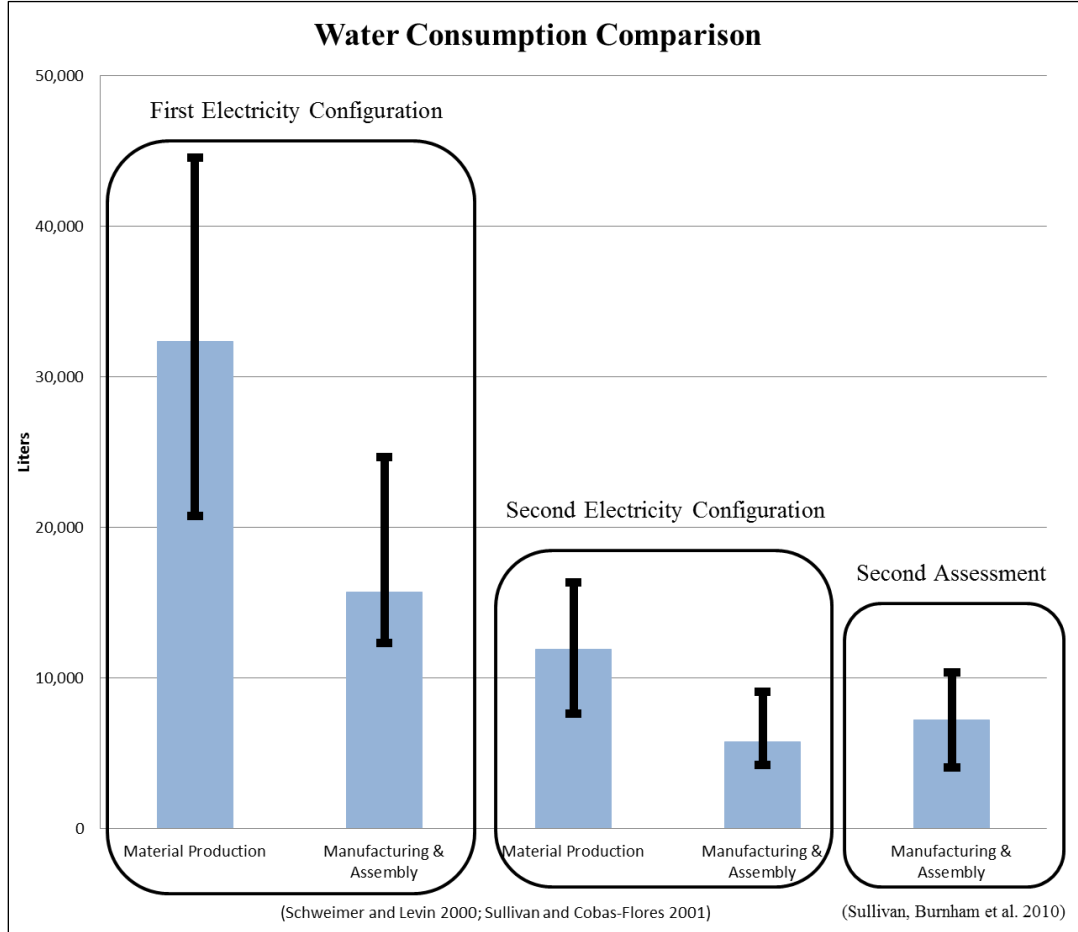 Water Consumption Comparison
50,000
First Electricity Configuration
40,000
30,000
Liters
20,000
Second Electricity Configuration
Second Assessment
10,000
0
Material Production
Manufacturing &
Assembly
Material Production
Manufacturing &
Assembly
Manufacturing &
Assembly
(Schweimer and Levin 2000; Sullivan and Cobas-Flores 2001)
(Sullivan, Burnham et al. 2010)